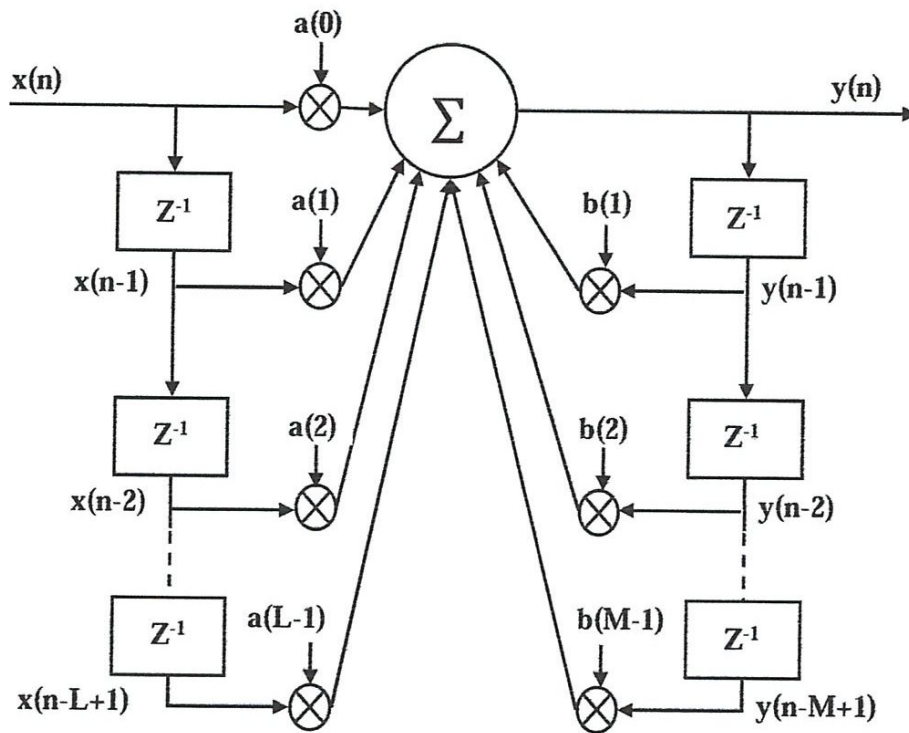 a(0)
x(n)
y(n)
Σ
Z⁻¹
a(1)
b(1)
Z⁻¹
x(n-1)
y(n-1)
Z⁻¹
a(2)
b(2)
Z⁻¹
x(n-2)
y(n-2)
Z⁻¹
a(L-1)
b(M-1)
Z⁻¹
x(n-L+1)
y(n-M+1)